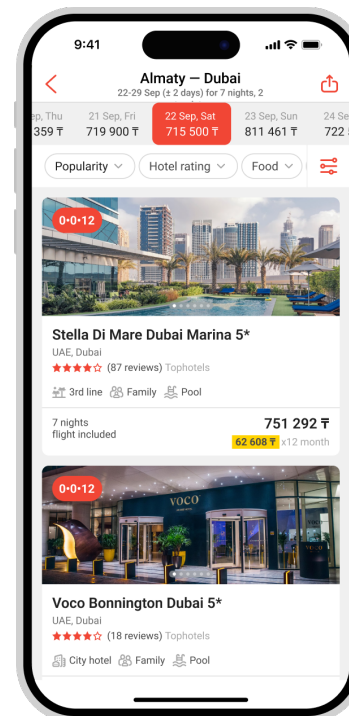 9:41
Almaty — Dubai
22-29 Sep (± 2 days) for 7 nights, 2
ep, Thu 21 Sep, Fri 22 Sep, Sat 23 Sep, Sun 24 Se
359 ₸ 719 900 ₸ 715 500 ₸ 811 461 ₸ 722
Popularity Hotel rating Food
0·0·12
Stella Di Mare Dubai Marina 5*
UAE, Dubai
(87 reviews) Tophotels
3rd line Family Pool
7 nights 751 292 ₸
flight included 62 608 ₸ x12 month
0·0·12
VOCO
Voco Bonnington Dubai 5*
UAE, Dubai
(18 reviews) Tophotels
City hotel Family Pool